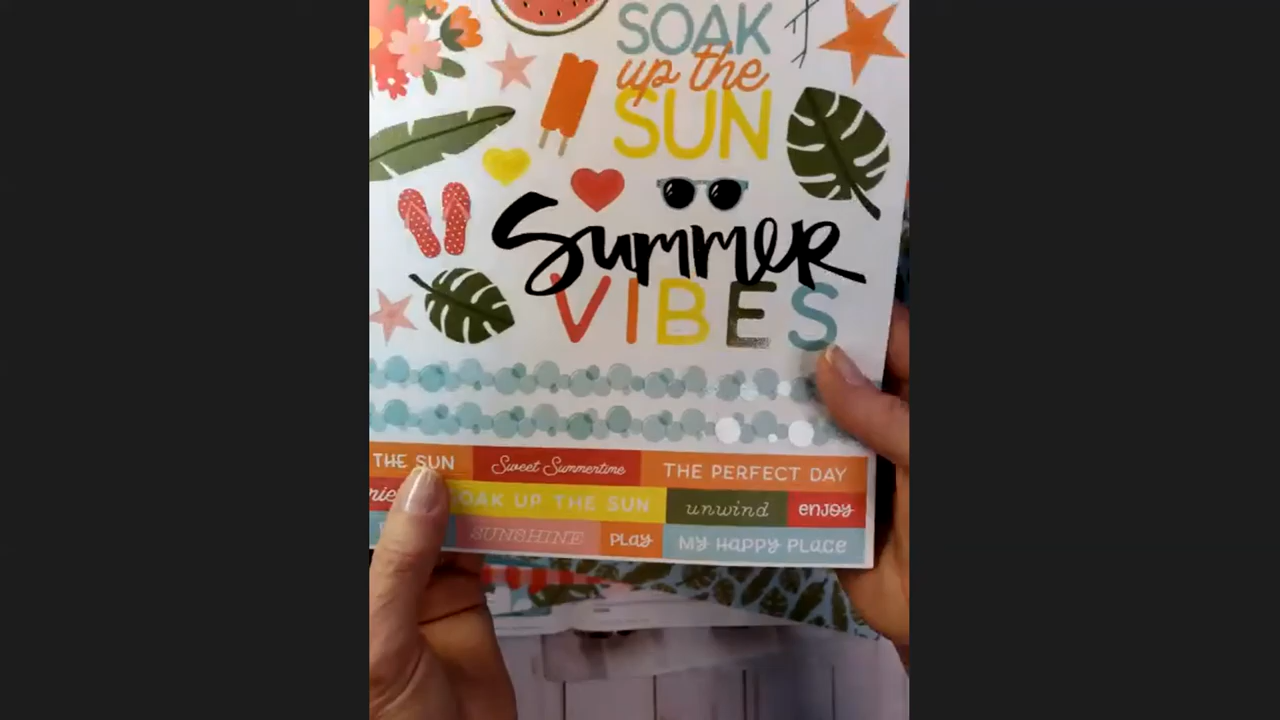 SOAK
up the
SUN
Summer
VIBES
THE SUN
Sweet Summertime
THE PERFECT DAY
SOAK UP THE SUN
unwind
enjoy
SUNSHINE
PLAY
MY HAPPY PLACE